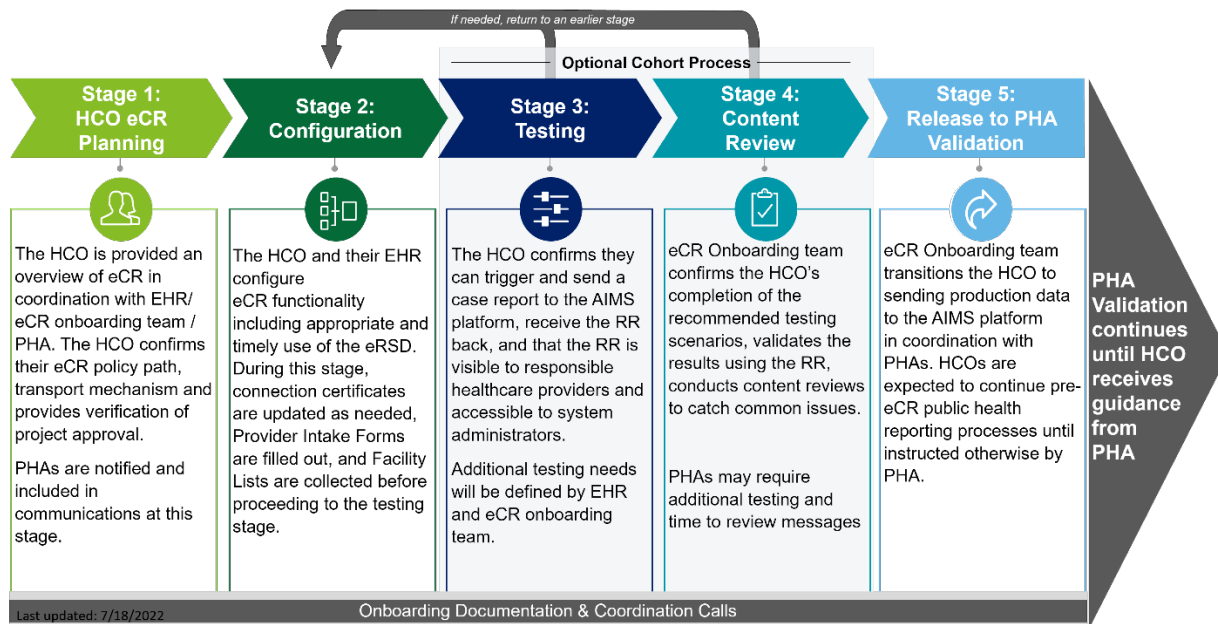 If needed, return to an earlier stage
Optional Cohort Process
Stage 1:
HCO eCR
Planning
Stage 2:
Configuration
Stage 3:
Testing
Stage 4:
Content
Review
Stage 5:
Release to PHA
Validation
The HCO is provided an
overview of eCR in
coordination with EHR/
eCR onboarding team /
PHA. The HCO confirms
their eCR policy path,
transport mechanism and
provides verification of
project approval.
PHAs are notified and
included in
communications at this
stage.
The HCO and their EHR
configure
eCR functionality
including appropriate and
timely use of the eRSD.
During this stage,
connection certificates
are updated as needed,
Provider Intake Forms
are filled out, and Facility
Lists are collected before
proceeding to the testing
stage.
The HCO confirms they
can trigger and send a
case report to the AIMS
platform, receive the RR
back, and that the RR is
visible to responsible
healthcare providers and
accessible to system
administrators.
Additional testing needs
will be defined by EHR
and eCR onboarding
team.
eCR Onboarding team
confirms the HCO's
completion of the
recommended testing
scenarios, validates the
results using the RR,
conducts content reviews
to catch common issues.
PHAs may require
additional testing and
time to review messages
eCR Onboarding team
transitions the HCO to
sending production data
to the AIMS platform
in coordination with
PHAs. HCOs are
expected to continue pre-
eCR public health
reporting processes until
instructed otherwise by
PHA.
PHA
Validation
continues
until HCO
receives
guidance
from
PHA
Last updated: 7/18/2022
Onboarding Documentation & Coordination Calls